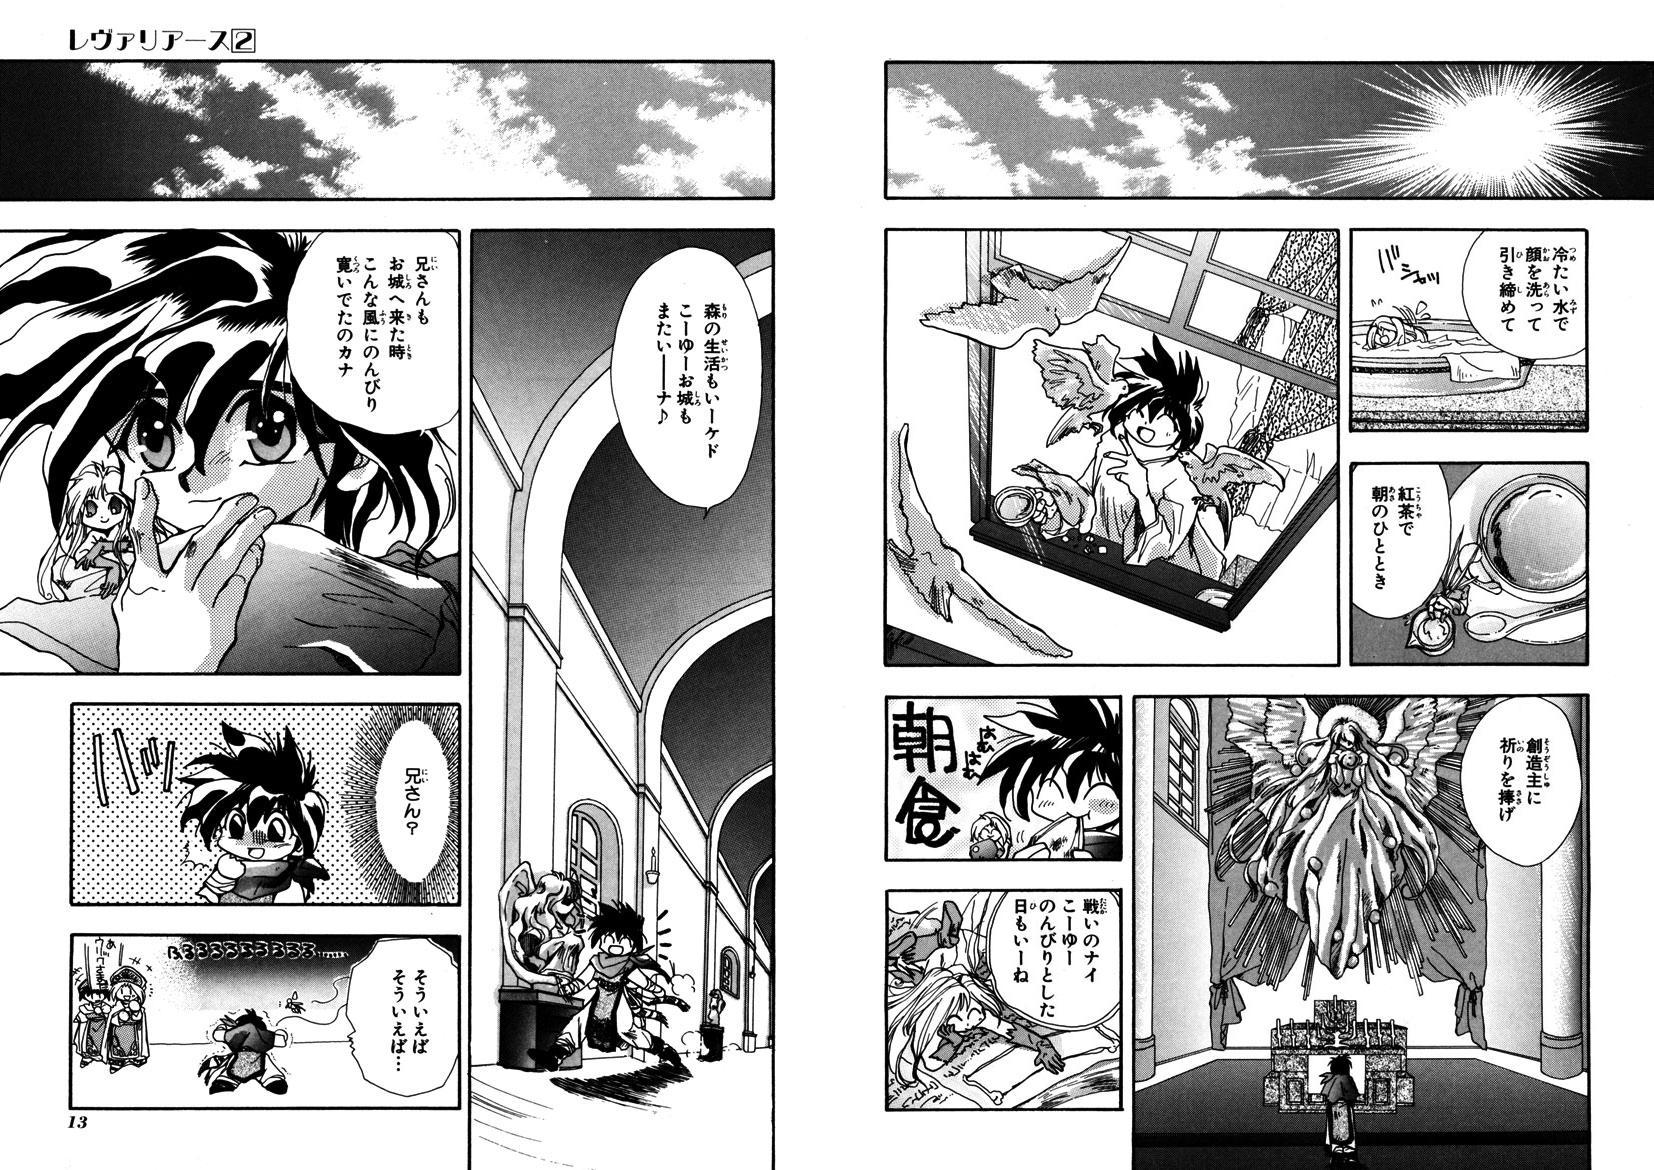 レヴァリアース2
冷たい水で
顔を洗って
引き締めて
ジャブッ
紅茶で
朝のひととき
創造主に
祈りを捧げ
朝食
はむ
はむ
戦いのナイ
こーゆー
のんびりとした
日もいーね
森の生活もいーケド
こーゆーお城も
またいーーナ♪
兄さんも
お城へ来た時
こんな風にのんびり
寛いでたのカナ
兄さん?
そういえば
そういえば…
13